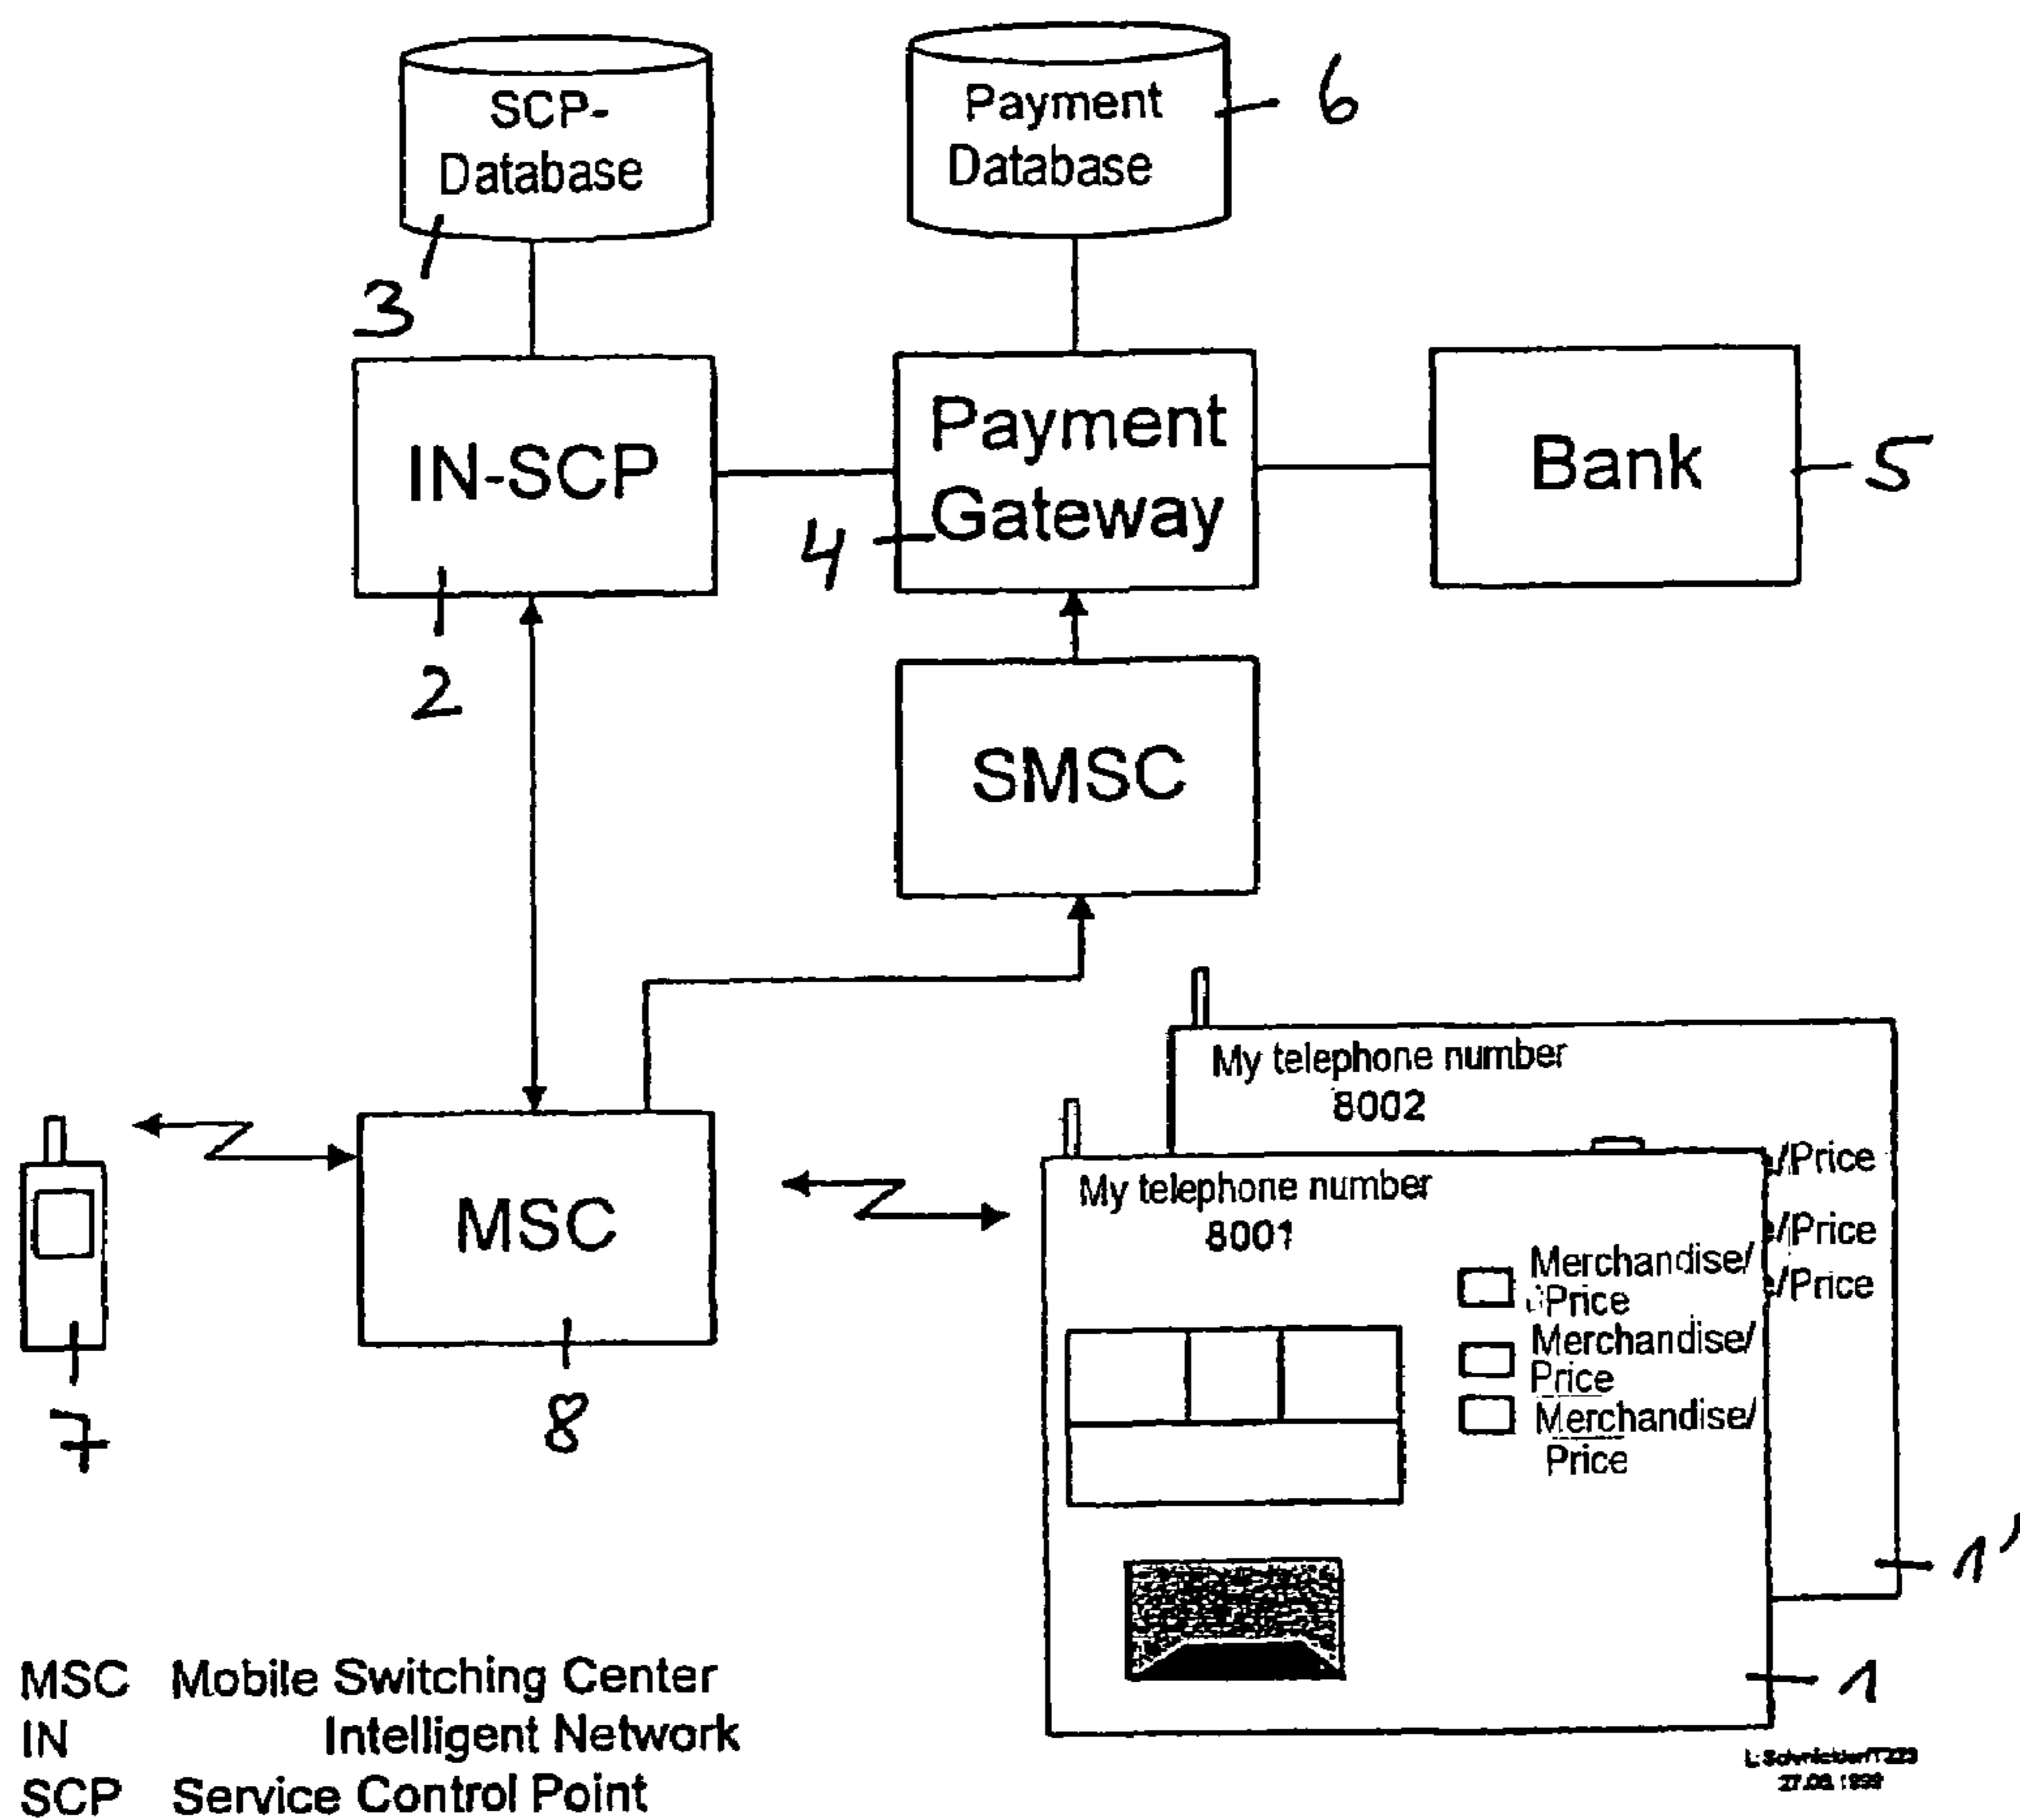 SCP-
Database
Payment
Database
6
3
IN-SCP
Payment
Gateway
Bank
5
4
2
SMSC
My telephone number
8002
/Price
/Price
/Price
My telephone number
8001
Merchandise/
Price
Merchandise/
Price
Merchandise/
Price
MSC
7
8
1'
1
MSC Mobile Switching Center
IN Intelligent Network
SCP Service Control Point